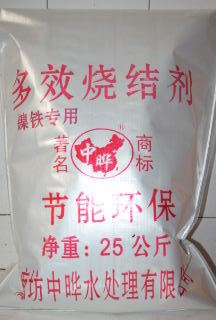 多效烧结剂
镍铁专用
著名 中晔 ® 商标
节能环保
净重：25公斤
坊中晔水处理有限